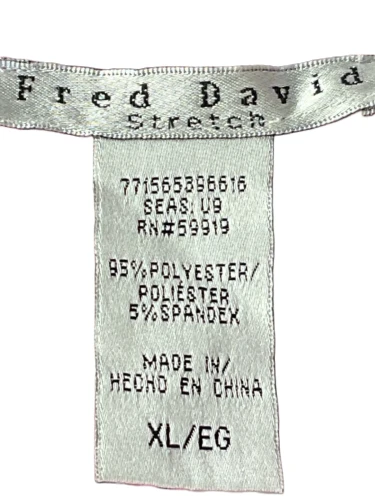 Fred David
Stretch
771565396616
SEAS: U9
RN#59919
95%POLYESTER/
POLIÉSTER
5%SPANDEX
MADE IN/
HECHO EN CHINA
XL/EG